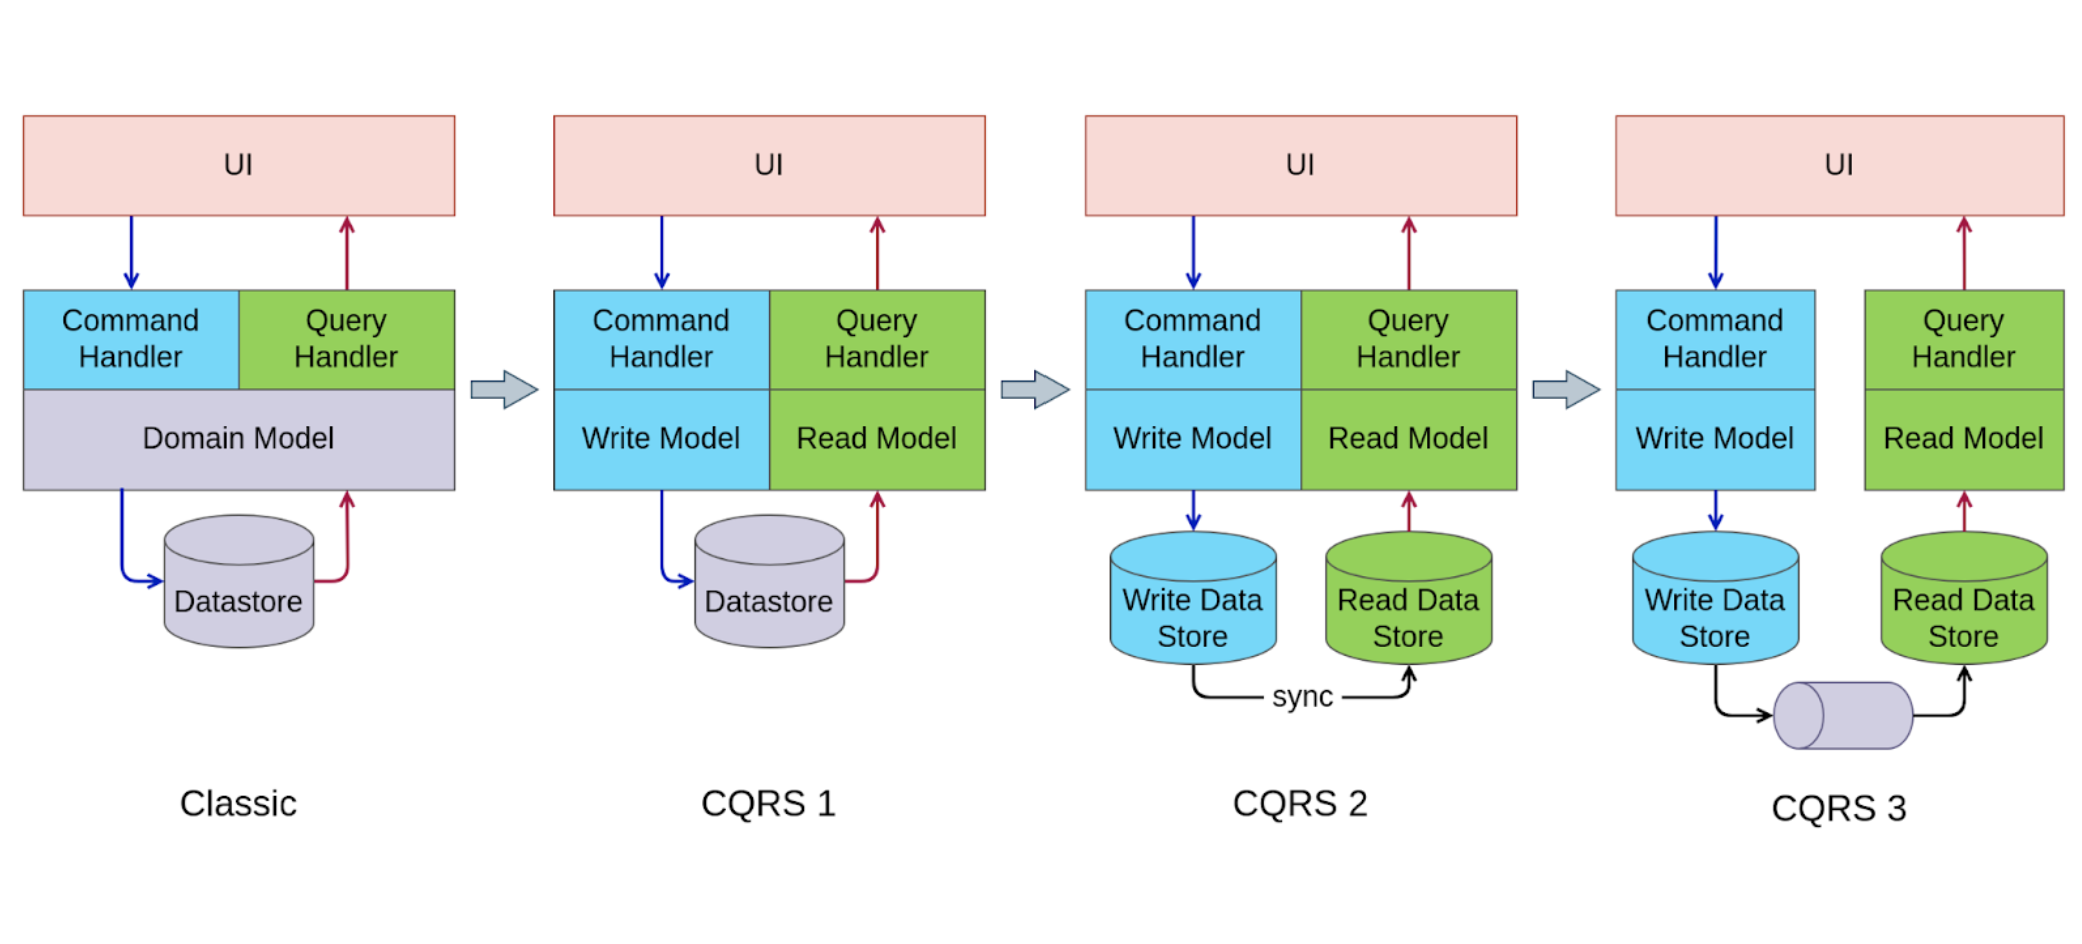 UI
UI
UI
UI
Command
Handler
Query
Handler
Domain Model
Datastore
Command
Handler
Query
Handler
Write Model
Read Model
Datastore
Command
Handler
Query
Handler
Write Model
Read Model
Write Data
Store
Read Data
Store
sync
Command
Handler
Query
Handler
Write Model
Read Model
Write Data
Store
Read Data
Store
Classic
CQRS 1
CQRS 2
CQRS 3